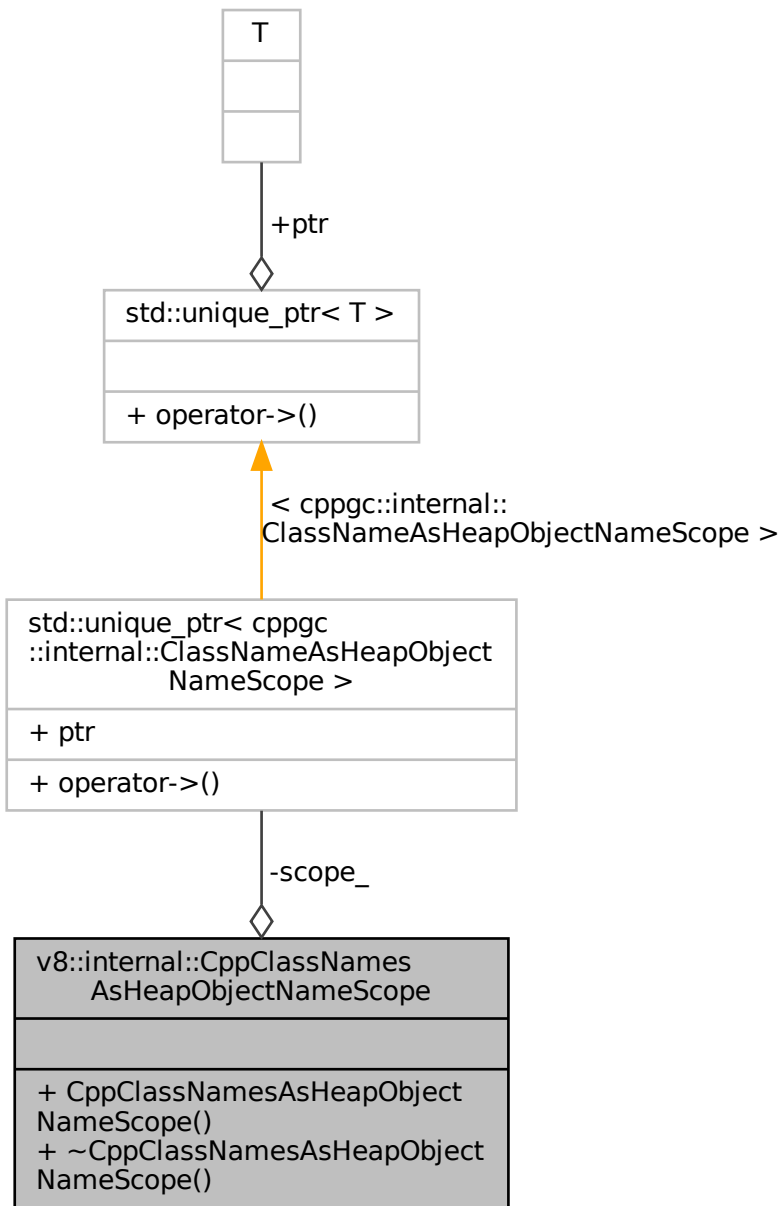 T
+ptr
std::unique_ptr< T >
+ operator->()
< cppgc::internal::
ClassNameAsHeapObjectNameScope >
std::unique_ptr< cppgc
::internal::ClassNameAsHeapObject
NameScope >
+ ptr
+ operator->()
-scope_
v8::internal::CppClassNames
AsHeapObjectNameScope
+ CppClassNamesAsHeapObject
NameScope()
+ ~CppClassNamesAsHeapObject
NameScope()